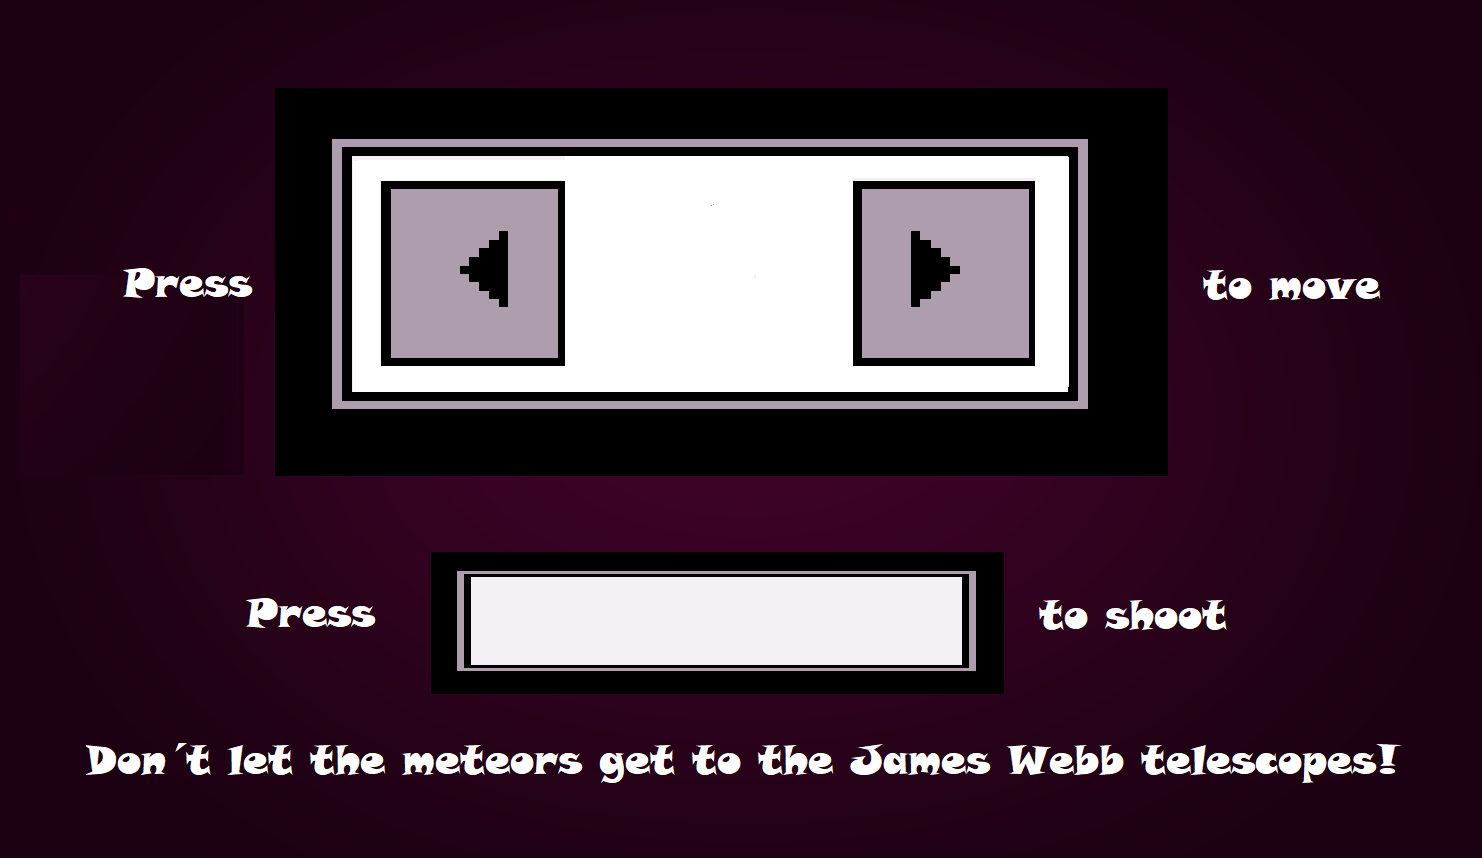 Press to move
Press to shoot
Don´t let the meteors get to the James Webb telescopes!